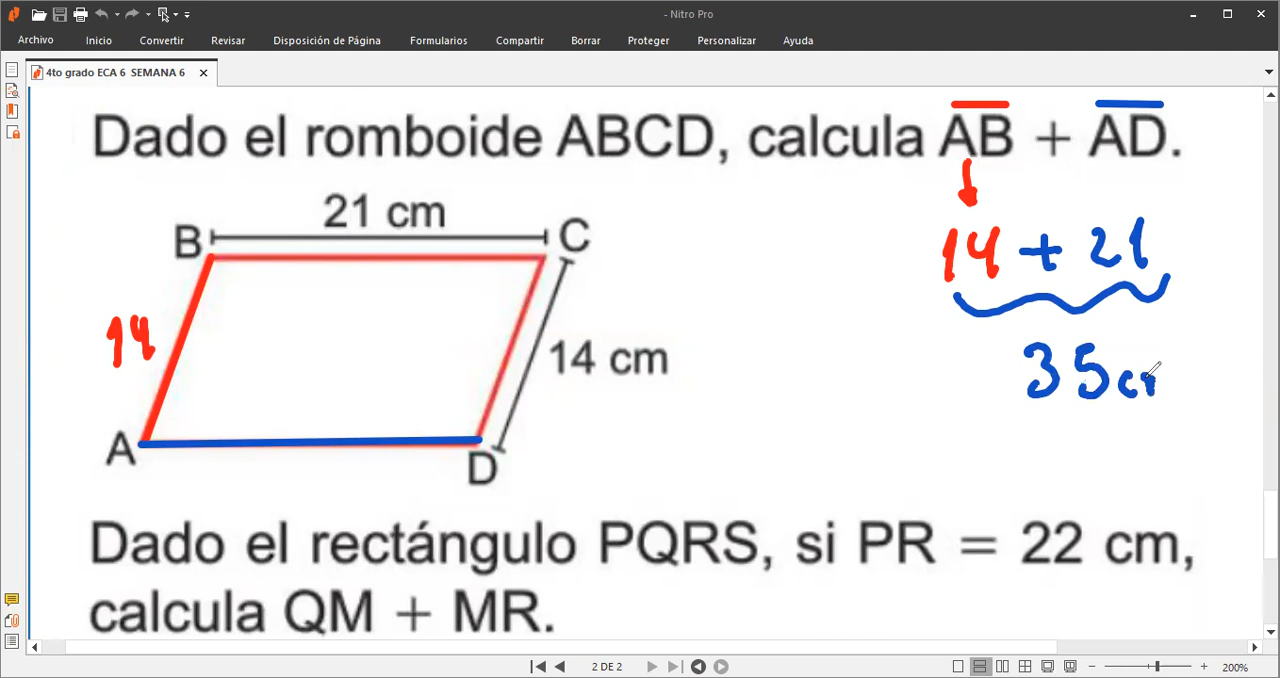 - Nitro Pro
Archivo Inicio Convertir Revisar Disposición de Página Formularios Compartir Borrar Proteger Personalizar Ayuda
4to grado ECA 6 SEMANA 6
Dado el romboide ABCD, calcula AB + AD.
21 cm
B C
14 + 21
14
14 cm
35 cm
A D
Dado el rectángulo PQRS, si PR = 22 cm,
calcula QM + MR.
2 DE 2
200%